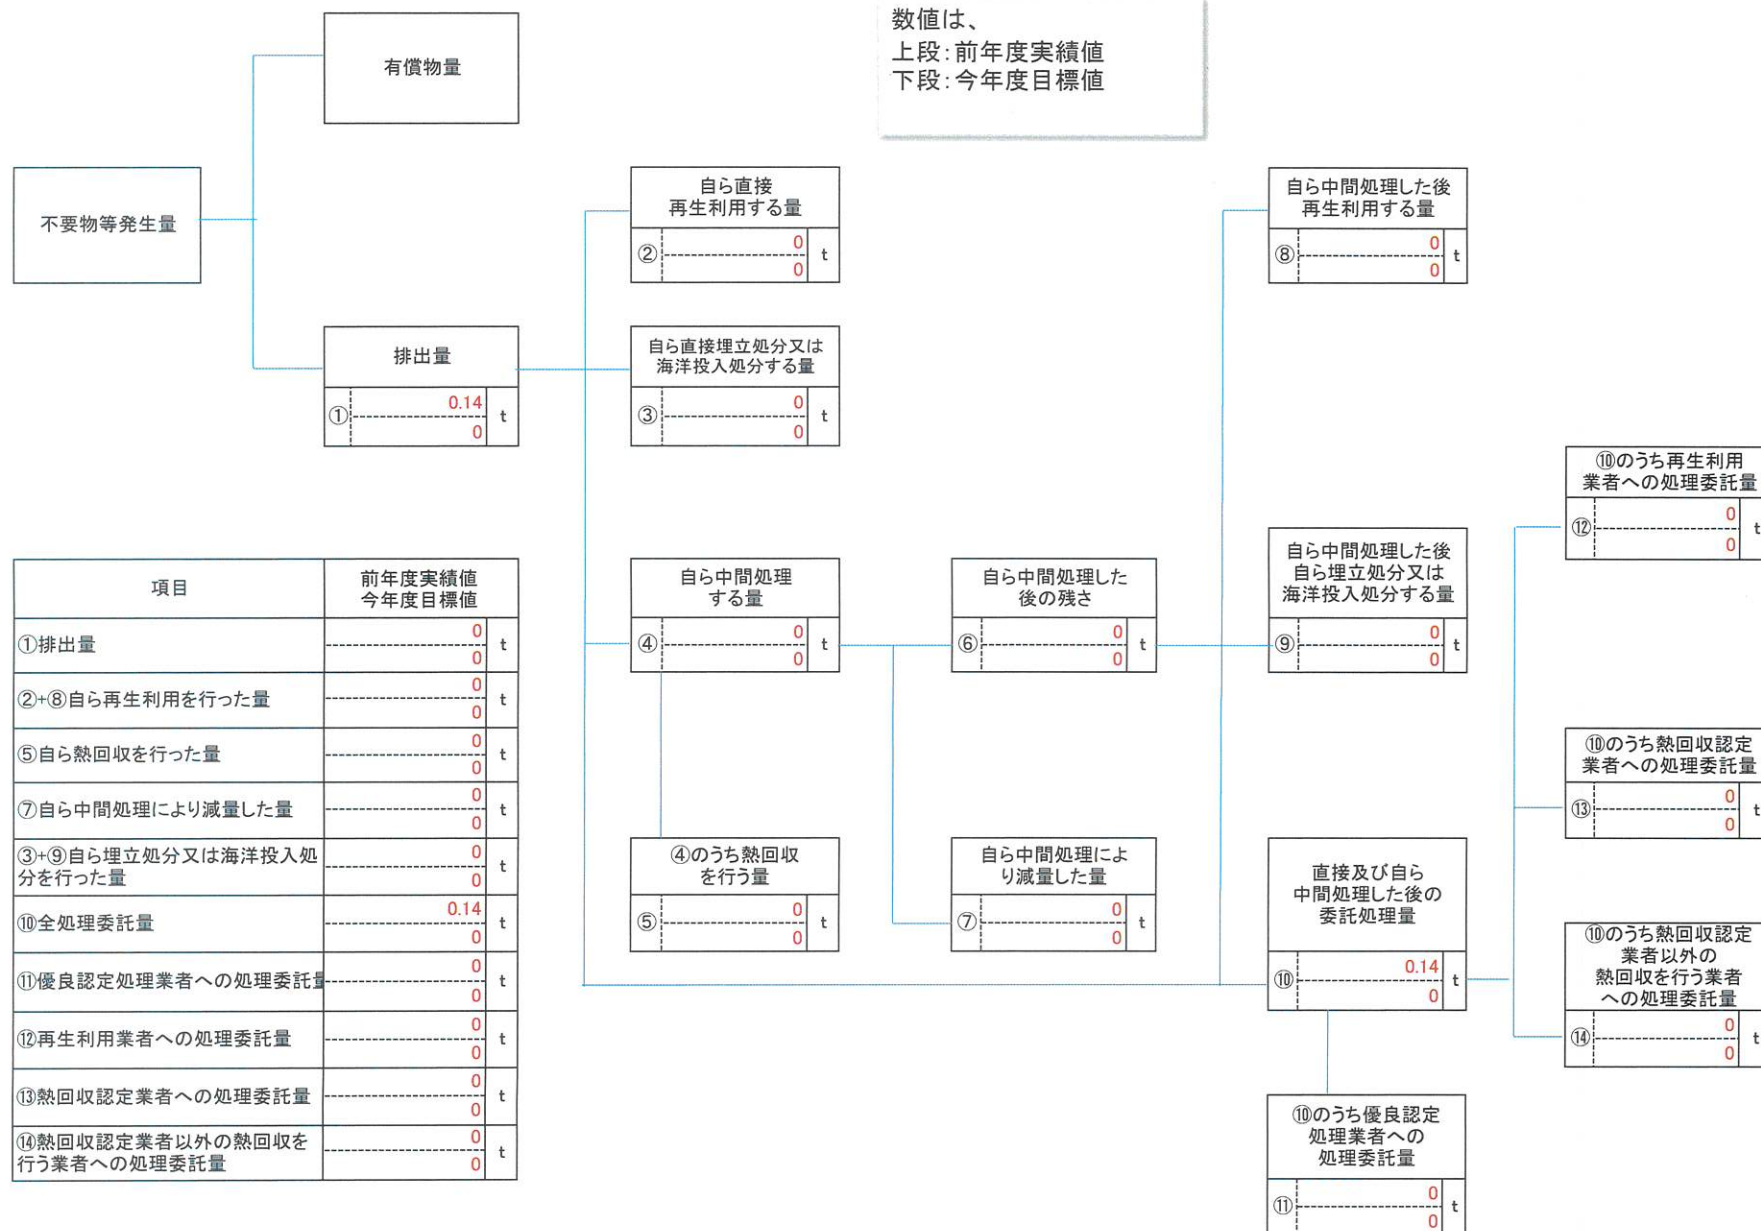 数値は、
上段：前年度実績値
下段：今年度目標値
有償物量
不要物等発生量
排出量
①
0.14
0
t
自ら直接
再生利用する量
②
0
0
t
自ら直接埋立処分又は
海洋投入処分する量
③
0
0
t
自ら中間処理
する量
④
0
0
t
④のうち熱回収
を行う量
⑤
0
0
t
自ら中間処理した
後の残さ
⑥
0
0
t
自ら中間処理によ
り減量した量
⑦
0
0
t
自ら中間処理した後
再生利用する量
⑧
0
0
t
自ら中間処理した後
自ら埋立処分又は
海洋投入処分する量
⑨
0
0
t
直接及び自ら
中間処理した後の
委託処理量
⑩
0.14
0
t
⑩のうち優良認定
処理業者への
処理委託量
⑪
0
0
t
⑩のうち再生利用
業者への処理委託量
⑫
0
0
t
⑩のうち熱回収認定
業者への処理委託量
⑬
0
0
t
⑩のうち熱回収認定
業者以外の
熱回収を行う業者
への処理委託量
⑭
0
0
t
項目
前年度実績値
今年度目標値
①排出量
0
0
t
②+⑧自ら再生利用を行った量
0
0
t
⑤自ら熱回収を行った量
0
0
t
⑦自ら中間処理により減量した量
0
0
t
③+⑨自ら埋立処分又は海洋投入処
分を行った量
0
0
t
⑩全処理委託量
0.14
0
t
⑪優良認定処理業者への処理委託量
0
0
t
⑫再生利用業者への処理委託量
0
0
t
⑬熱回収認定業者への処理委託量
0
0
t
⑭熱回収認定業者以外の熱回収を
行う業者への処理委託量
0
0
t